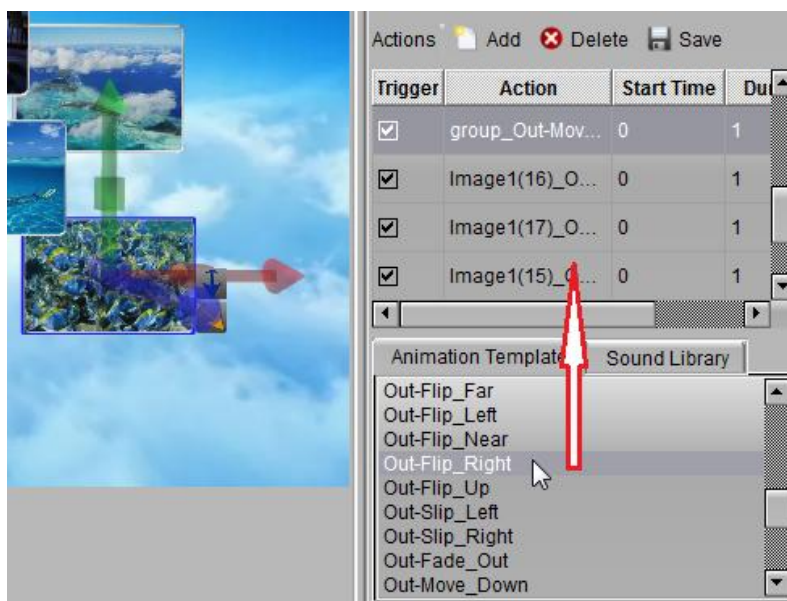 Actions Add Delete Save
Trigger Action Start Time Du
group_Out-Mov... 0 1
Image1(16)_O... 0 1
Image1(17)_O... 0 1
Image1(15)_O... 0 1
Animation Template Sound Library
Out-Flip_Far
Out-Flip_Left
Out-Flip_Near
Out-Flip_Right
Out-Flip_Up
Out-Slip_Left
Out-Slip_Right
Out-Fade_Out
Out-Move_Down